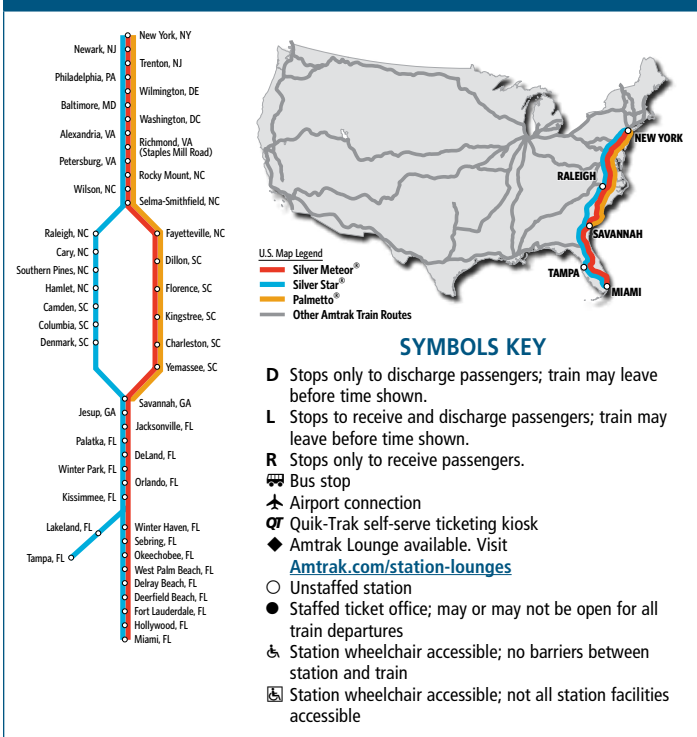 New York, NY
Newark, NJ
Trenton, NJ
Philadelphia, PA
Wilmington, DE
Baltimore, MD
Washington, DC
Alexandria, VA
Richmond, VA
(Staples Mill Road)
Petersburg, VA
Rocky Mount, NC
Wilson, NC
Selma-Smithfield, NC
Raleigh, NC
Fayetteville, NC
Cary, NC
Dillon, SC
Southern Pines, NC
Hamlet, NC
Florence, SC
Camden, SC
Kingstree, SC
Columbia, SC
Denmark, SC
Charleston, SC
Yemassee, SC
Savannah, GA
Jesup, GA
Jacksonville, FL
Palatka, FL
DeLand, FL
Winter Park, FL
Orlando, FL
Kissimmee, FL
Lakeland, FL
Winter Haven, FL
Sebring, FL
Tampa, FL
Okeechobee, FL
West Palm Beach, FL
Delray Beach, FL
Deerfield Beach, FL
Fort Lauderdale, FL
Hollywood, FL
Miami, FL
NEW YORK
RALEIGH
SAVANNAH
TAMPA
MIAMI
U.S. Map Legend
Silver Meteor®
Silver Star®
Palmetto®
Other Amtrak Train Routes
SYMBOLS KEY
D Stops only to discharge passengers; train may leave
before time shown.
L Stops to receive and discharge passengers; train may
leave before time shown.
R Stops only to receive passengers.
Bus stop
Airport connection
QT Quik-Trak self-serve ticketing kiosk
◆ Amtrak Lounge available. Visit
Amtrak.com/station-lounges
○ Unstaffed station
● Staffed ticket office; may or may not be open for all
train departures
Station wheelchair accessible; no barriers between
station and train
Station wheelchair accessible; not all station facilities
accessible